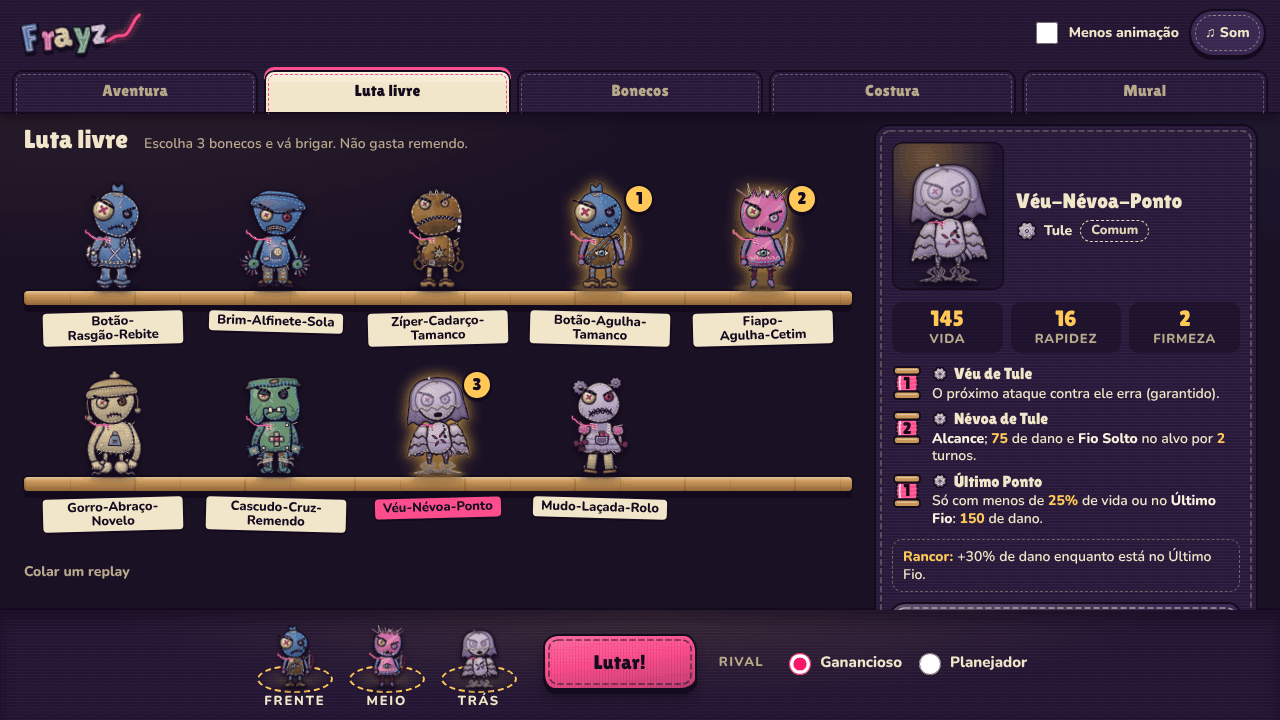 Frayz
Menos animação
♫ Som
Aventura
Luta livre
Bonecos
Costura
Mural
Luta livre
Escolha 3 bonecos e vá brigar. Não gasta remendo.
1
2
Botão-
Rasgão-Rebite
Brim-Alfinete-Sola
Zíper-Cadarço-
Tamanco
Botão-Agulha-
Tamanco
Fiapo-
Agulha-Cetim
3
Gorro-Abraço-
Novelo
Cascudo-Cruz-
Remendo
Véu-Névoa-Ponto
Mudo-Laçada-Rolo
Colar um replay
Véu-Névoa-Ponto
Tule
Comum
145
VIDA
16
RAPIDEZ
2
FIRMEZA
1
Véu de Tule
O próximo ataque contra ele erra (garantido).
2
Névoa de Tule
Alcance; 75 de dano e Fio Solto no alvo por 2
turnos.
1
Último Ponto
Só com menos de 25% de vida ou no Último
Fio: 150 de dano.
Rancor: +30% de dano enquanto está no Último
Fio.
FRENTE
MEIO
TRÁS
Lutar!
RIVAL
Ganancioso
Planejador